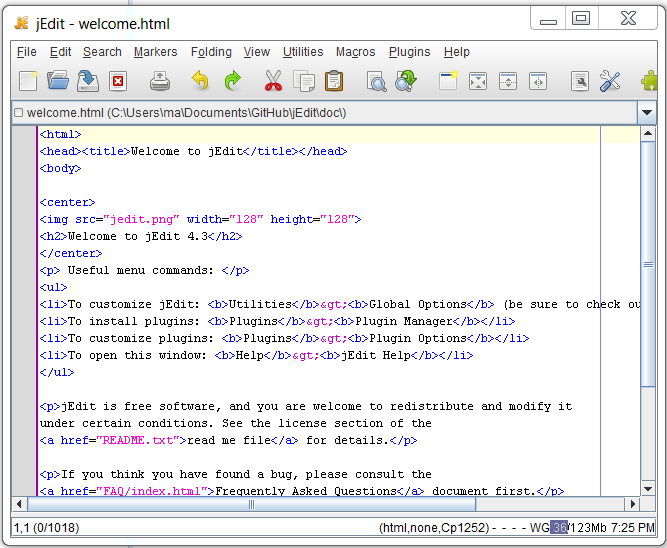 jEdit - welcome.html
File Edit Search Markers Folding View Utilities Macros Plugins Help
welcome.html (C:\Users\ma\Documents\GitHub\jEdit\doc\)
<html>
<head><title>Welcome to jEdit</title></head>
<body>
<center>
<img src="jedit.png" width="128" height="128">
<h2>Welcome to jEdit 4.3</h2>
</center>
<p> Useful menu commands: </p>
<ul>
<li>To customize jEdit: <b>Utilities</b>&gt;<b>Global Options</b> (be sure to check ou
<li>To install plugins: <b>Plugins</b>&gt;<b>Plugin Manager</b></li>
<li>To customize plugins: <b>Plugins</b>&gt;<b>Plugin Options</b></li>
<li>To open this window: <b>Help</b>&gt;<b>jEdit Help</b></li>
</ul>
<p>jEdit is free software, and you are welcome to redistribute and modify it
under certain conditions. See the license section of the
<a href="README.txt">read me file</a> for details.</p>
<p>If you think you have found a bug, please consult the
<a href="FAQ/index.html">Frequently Asked Questions</a> document first.</p>
1,1 (0/1018) (html,none,Cp1252) - - - - WG 36/123Mb 7:25 PM